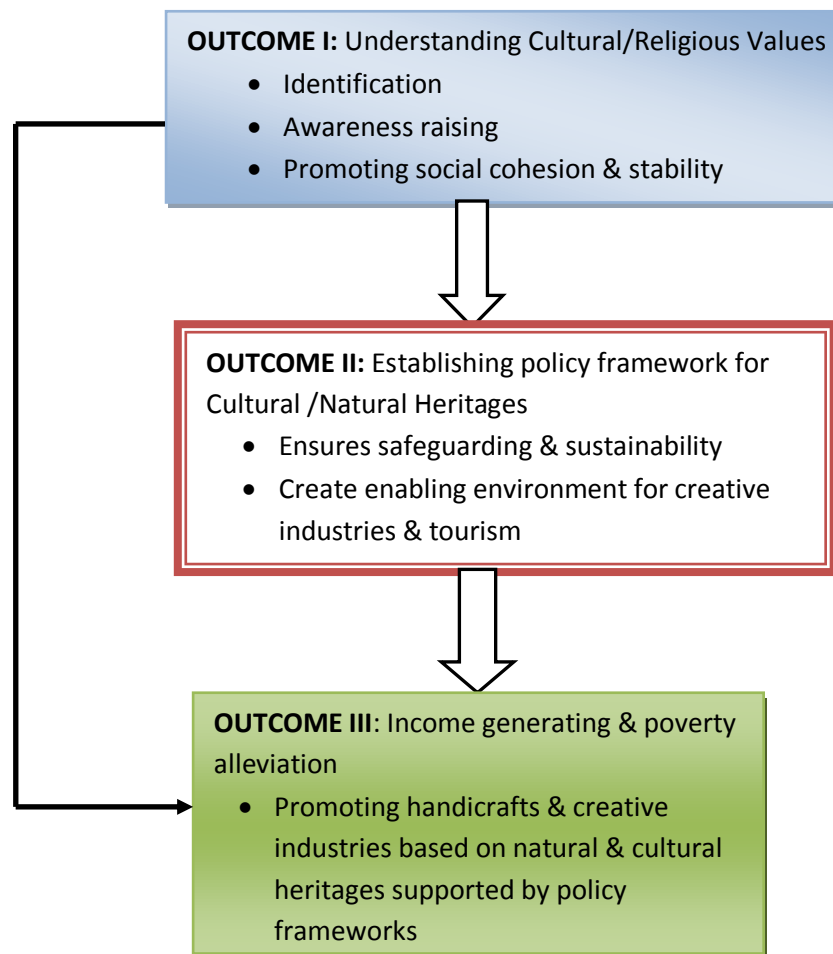 OUTCOME I: Understanding Cultural/Religious Values
• Identification
• Awareness raising
• Promoting social cohesion & stability
OUTCOME II: Establishing policy framework for
Cultural /Natural Heritages
• Ensures safeguarding & sustainability
• Create enabling environment for creative
industries & tourism
OUTCOME III: Income generating & poverty
alleviation
• Promoting handicrafts & creative
industries based on natural & cultural
heritages supported by policy
frameworks